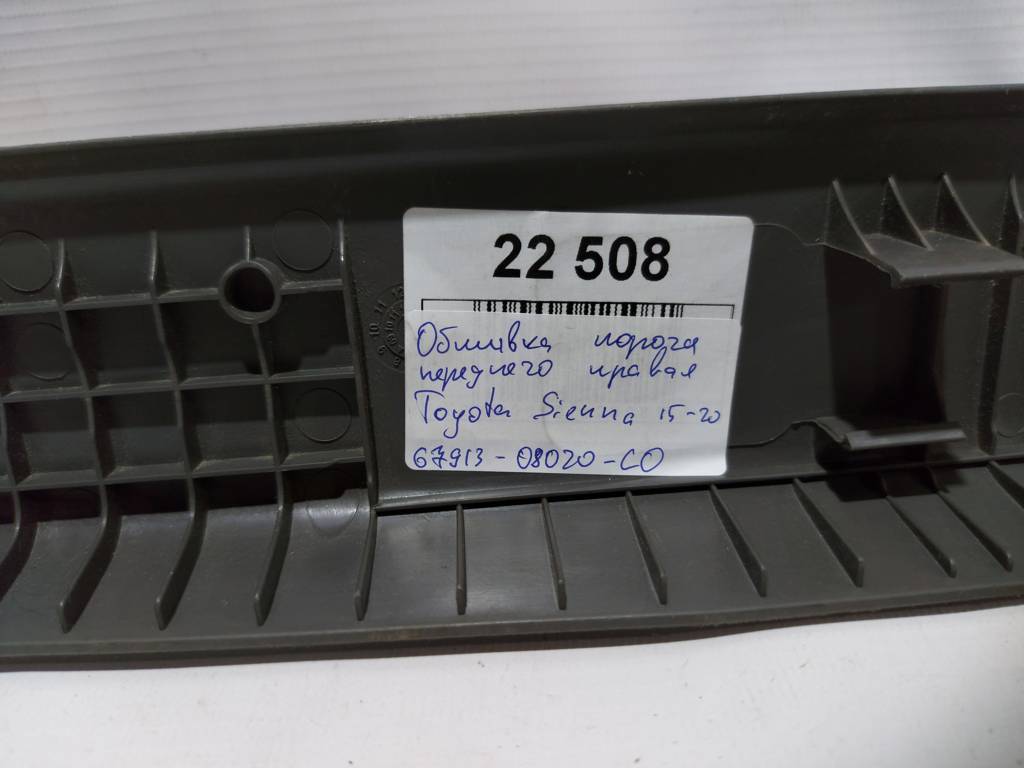 22 508
Обшивка порога
переднего правая
Toyota Sienna 15-20
67913-08020-C0